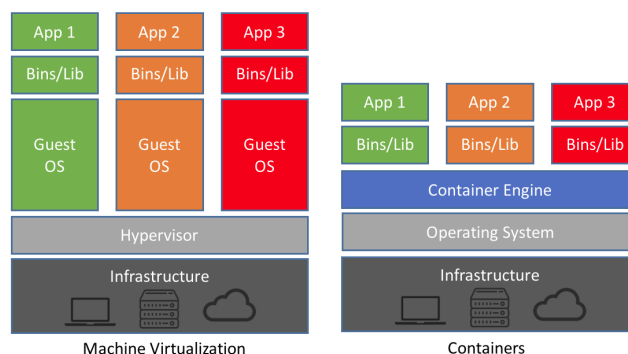 App 1
App 2
App 3
Bins/Lib
Bins/Lib
Bins/Lib
Guest
OS
Guest
OS
Guest
OS
Hypervisor
Infrastructure
Machine Virtualization
App 1
App 2
App 3
Bins/Lib
Bins/Lib
Bins/Lib
Container Engine
Operating System
Infrastructure
Containers